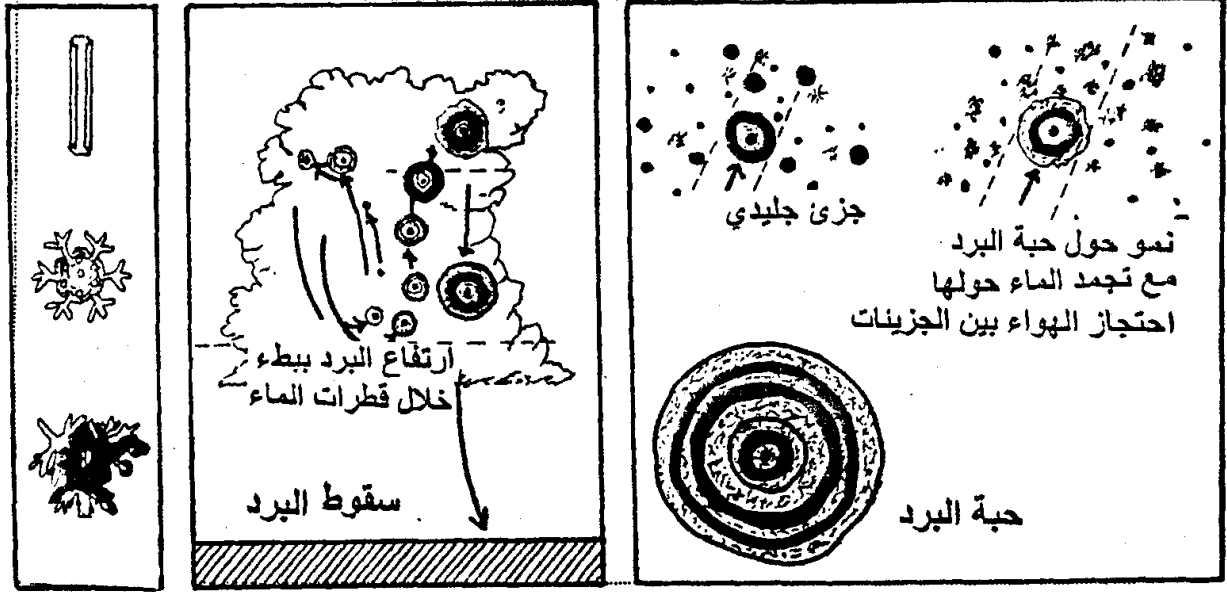 جزئ جليدي
نمو حول حبة البرد
مع تجمد الماء حولها
احتجاز الهواء بين الجزينات
حبة البرد
ارتفاع البرد ببطء
خلال قطرات الماء
سقوط البرد